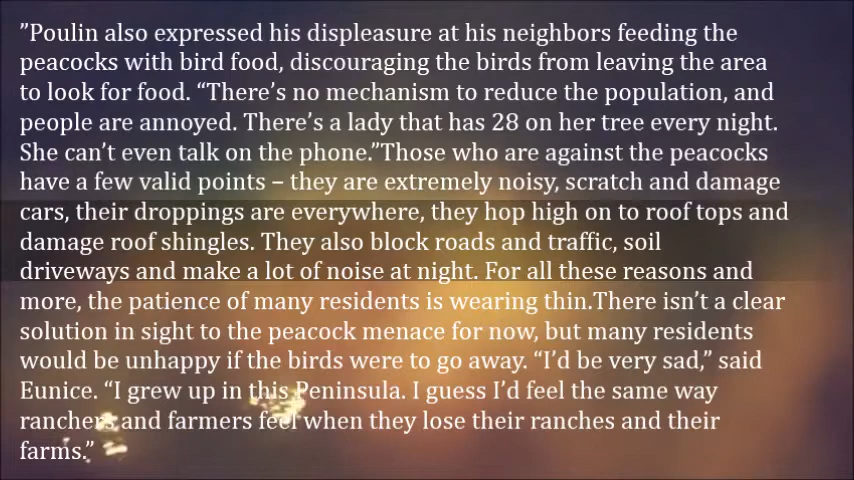 ”Poulin also expressed his displeasure at his neighbors feeding the
peacocks with bird food, discouraging the birds from leaving the area
to look for food. “There’s no mechanism to reduce the population, and
people are annoyed. There’s a lady that has 28 on her tree every night.
She can’t even talk on the phone.”Those who are against the peacocks
have a few valid points – they are extremely noisy, scratch and damage
cars, their droppings are everywhere, they hop high on to roof tops and
damage roof shingles. They also block roads and traffic, soil
driveways and make a lot of noise at night. For all these reasons and
more, the patience of many residents is wearing thin.There isn’t a clear
solution in sight to the peacock menace for now, but many residents
would be unhappy if the birds were to go away. “I’d be very sad,” said
Eunice. “I grew up in this Peninsula. I guess I’d feel the same way
ranchers and farmers feel when they lose their ranches and their
farms.”